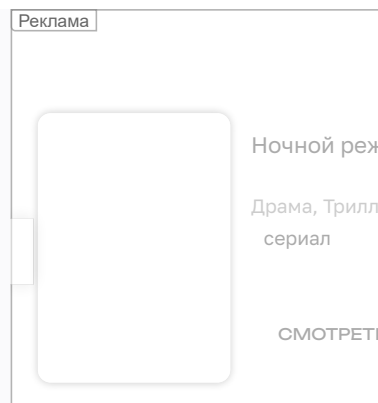 Реклама
Ночной реж
Драма, Трилл
сериал
СМОТРЕТ